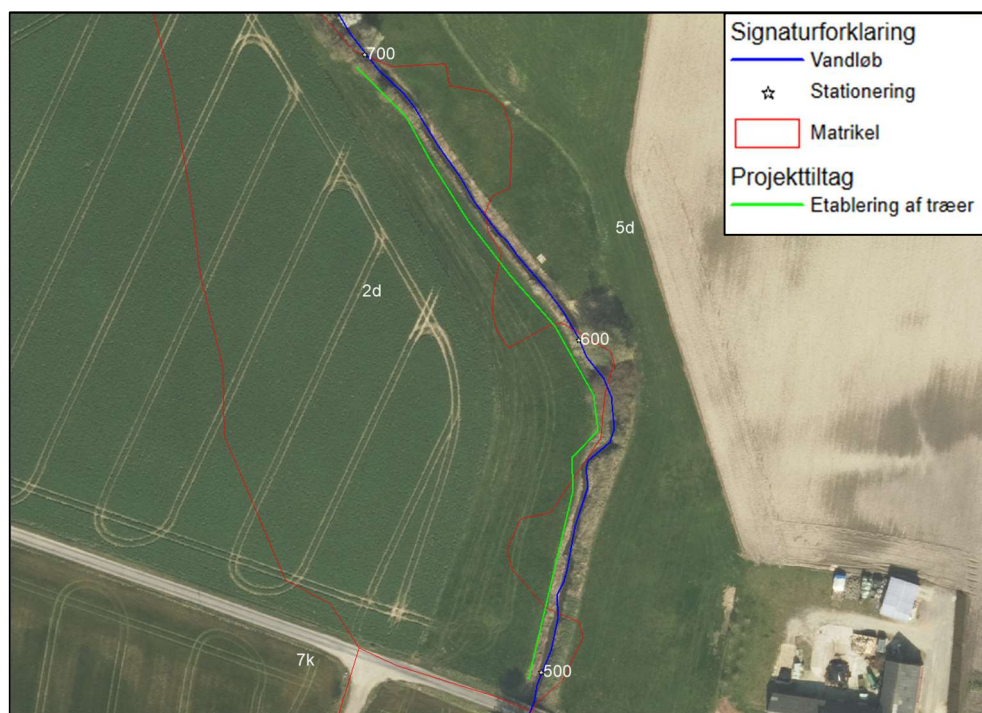 Signaturforklaring
Vandløb
Stationering
Matrikel
Projekttiltag
Etablering af træer
700
5d
2d
600
500
7k